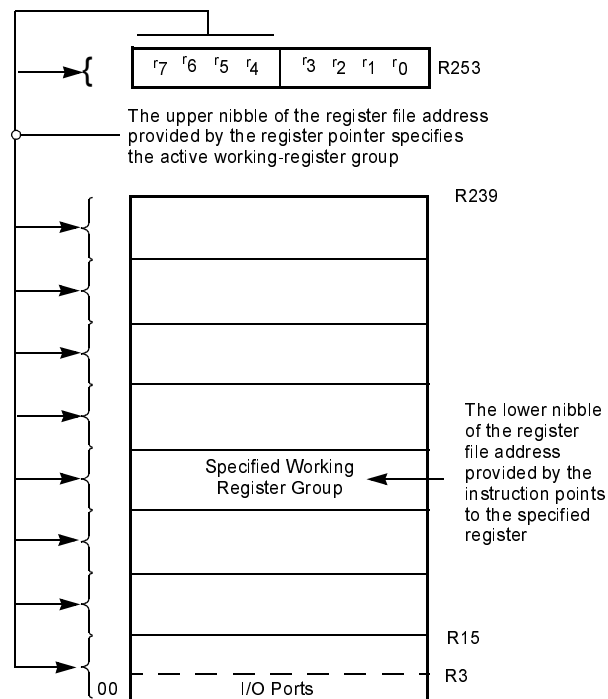 r7 r6 r5 r4 r3 r2 r1 r0 R253
The upper nibble of the register file address
provided by the register pointer specifies
the active working-register group
R239
The lower nibble
of the register
file address
provided by the
instruction points
to the specified
register
Specified Working
Register Group
R15
R3
00 I/O Ports